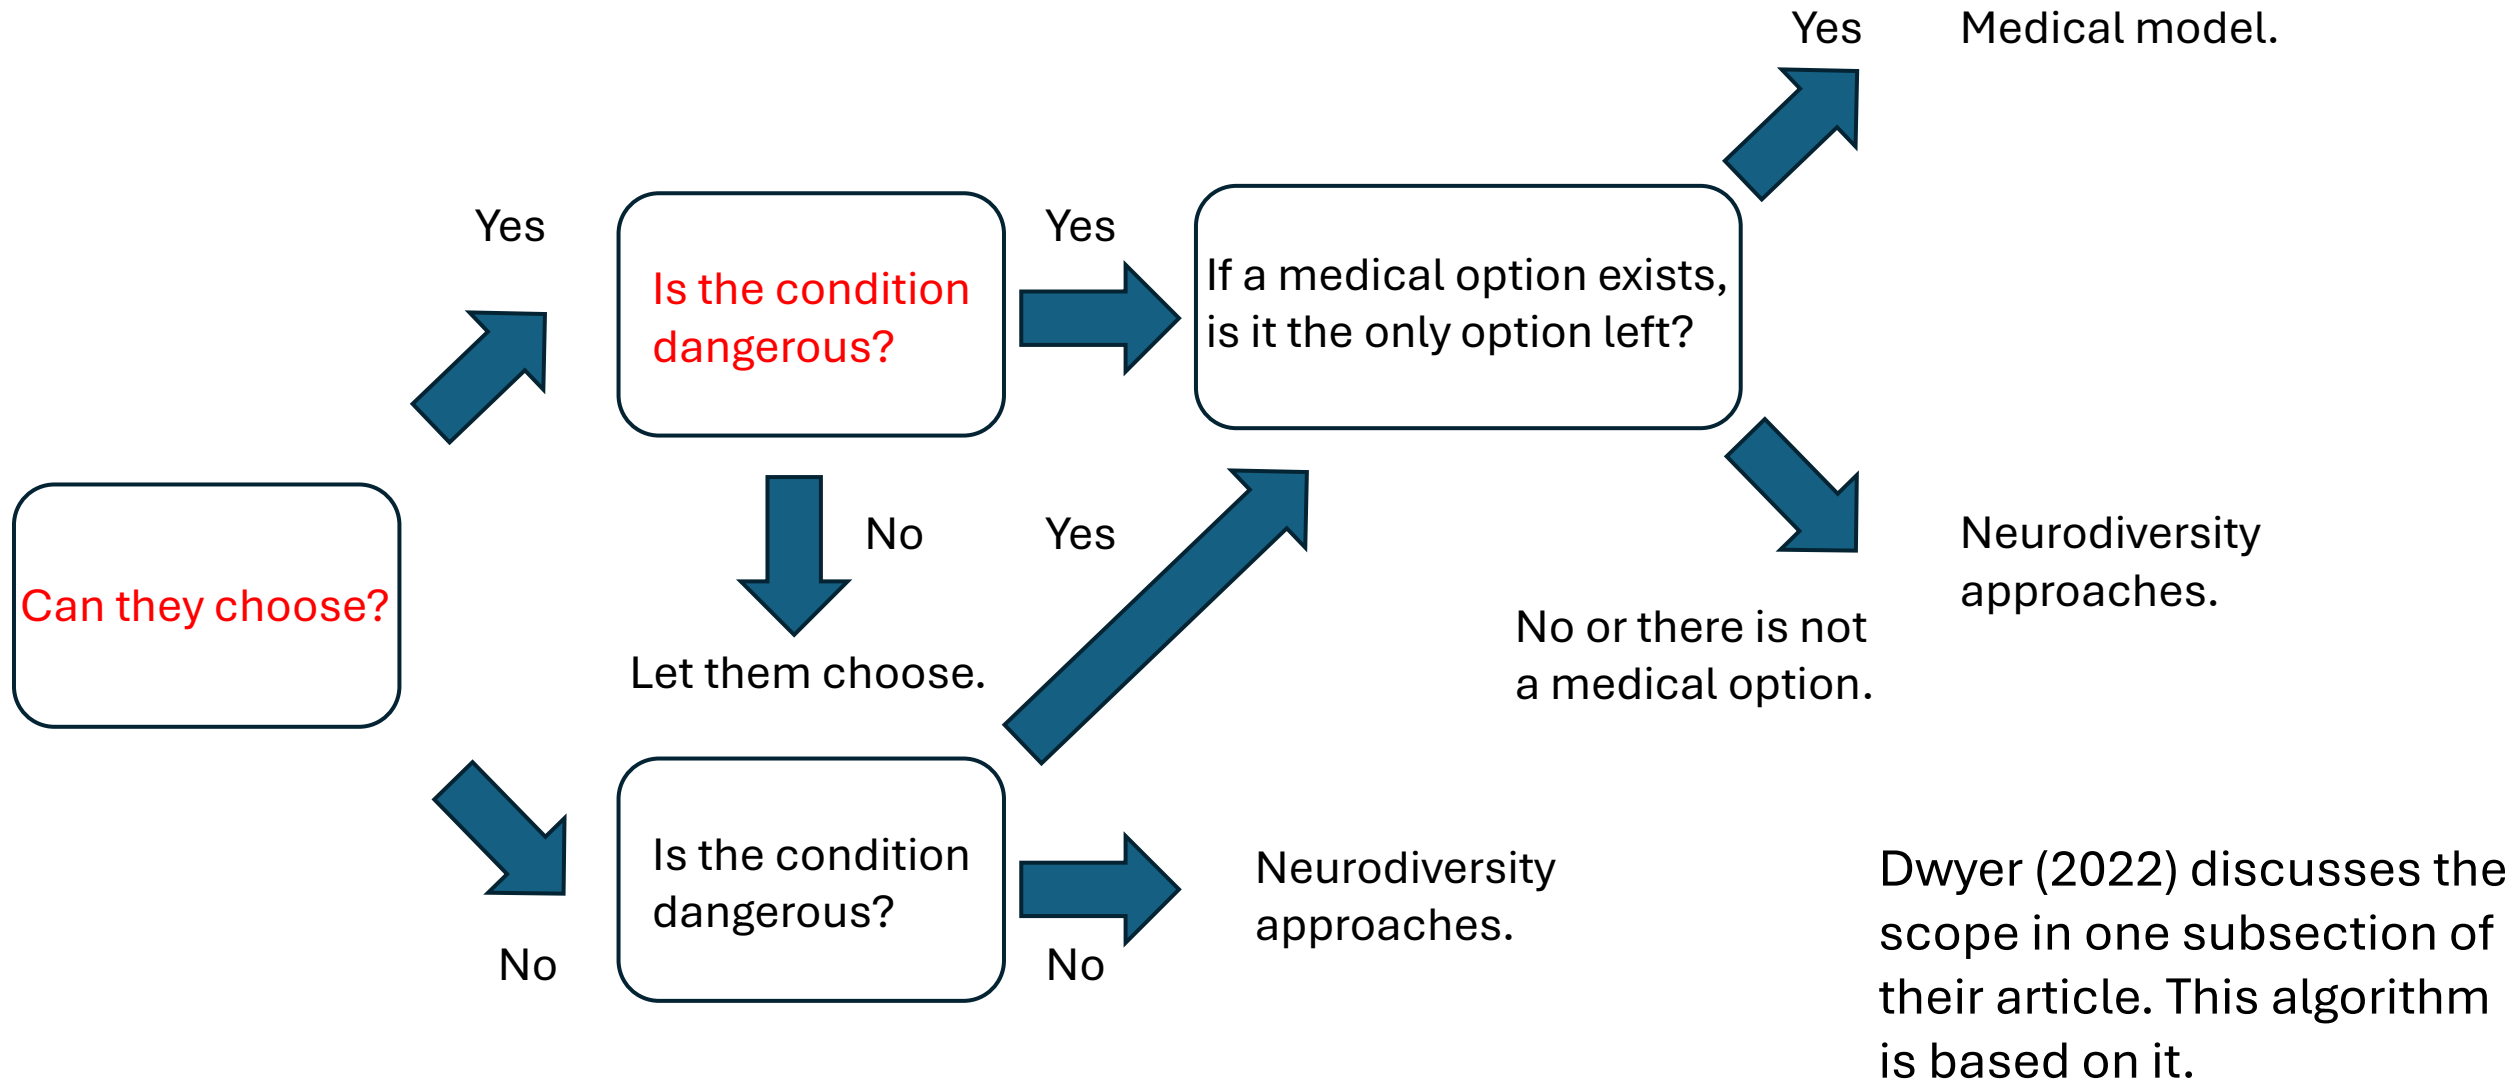 Yes
Medical model.
Yes
Is the condition
dangerous?
Yes
If a medical option exists,
is it the only option left?
Can they choose?
No
Let them choose.
Yes
No or there is not
a medical option.
Neurodiversity
approaches.
No
Is the condition
dangerous?
No
Neurodiversity
approaches.
Dwyer (2022) discusses the
scope in one subsection of
their article. This algorithm
is based on it.